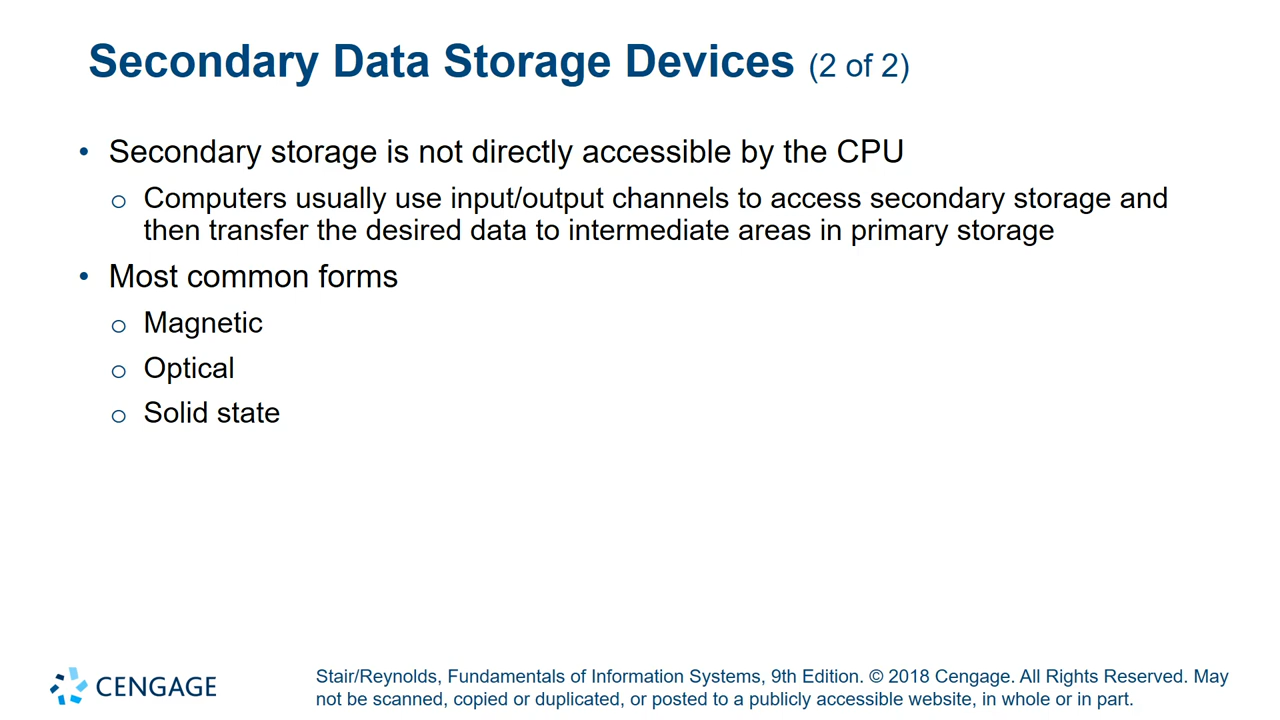 Secondary Data Storage Devices (2 of 2)
• Secondary storage is not directly accessible by the CPU
o Computers usually use input/output channels to access secondary storage and
then transfer the desired data to intermediate areas in primary storage
• Most common forms
o Magnetic
o Optical
o Solid state
CENGAGE
Stair/Reynolds, Fundamentals of Information Systems, 9th Edition. © 2018 Cengage. All Rights Reserved. May
not be scanned, copied or duplicated, or posted to a publicly accessible website, in whole or in part.